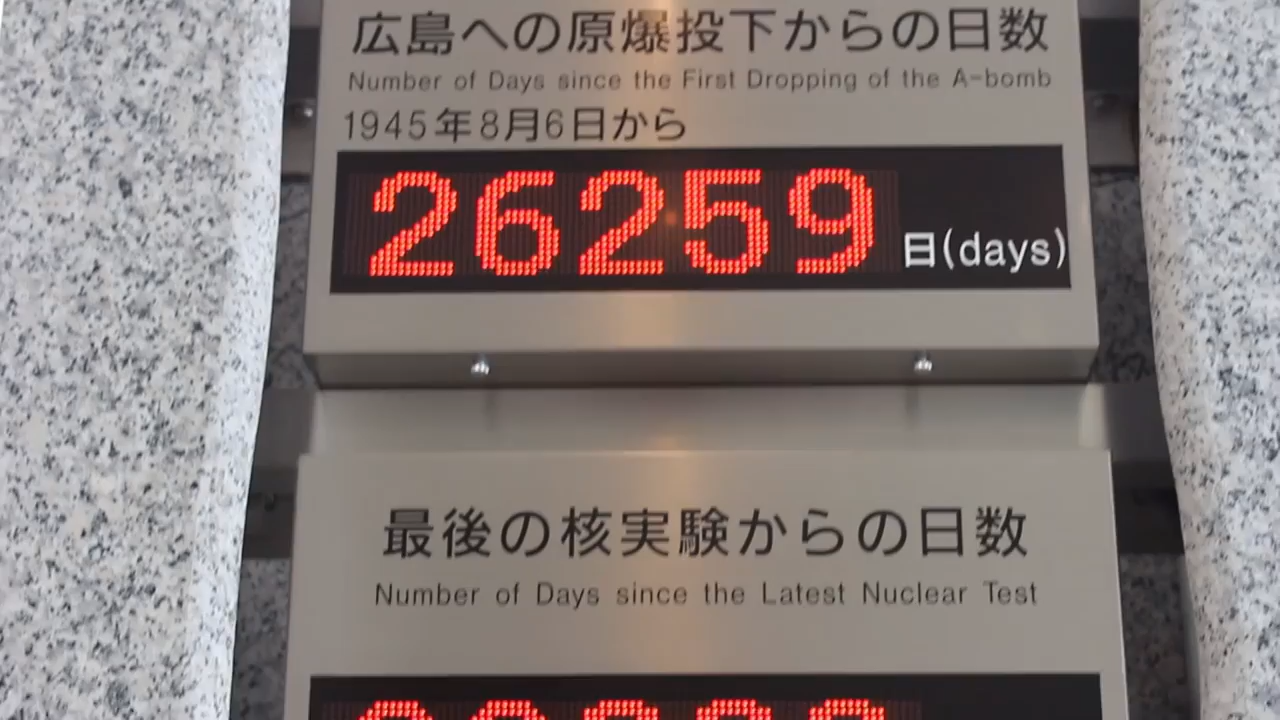 広島への原爆投下からの日数
Number of Days since the First Dropping of the A-bomb
1945年8月6日から
26259 日(days)
最後の核実験からの日数
Number of Days since the Latest Nuclear Test